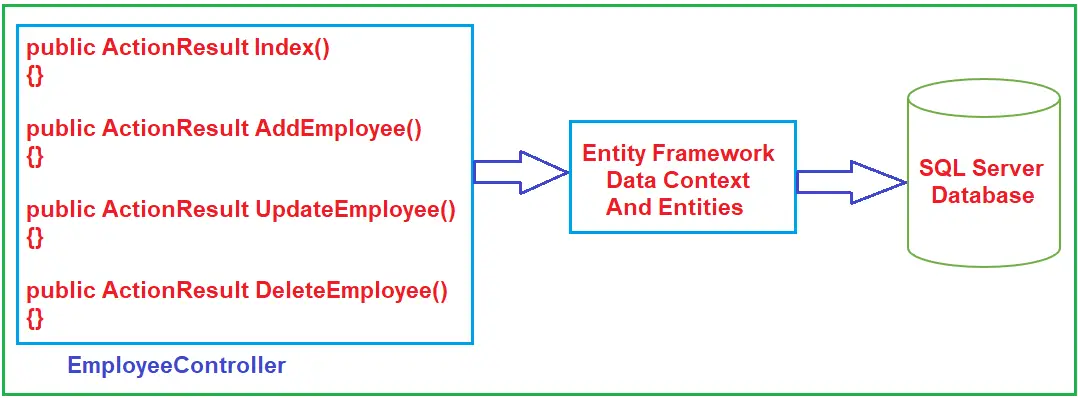 public ActionResult Index()
{}
public ActionResult AddEmployee()
{}
public ActionResult UpdateEmployee()
{}
public ActionResult DeleteEmployee()
{}
EmployeeController
Entity Framework
Data Context
And Entities
SQL Server
Database